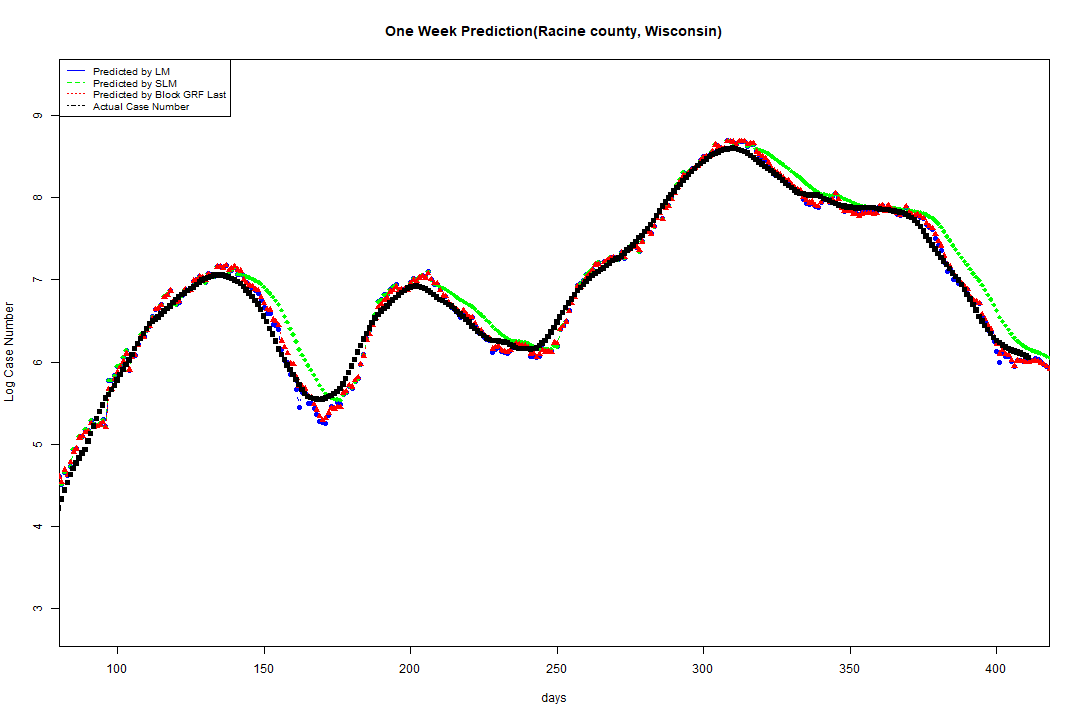 One Week Prediction(Racine county, Wisconsin)
Predicted by LM
Predicted by SLM
Predicted by Block GRF Last
Actual Case Number
9
8
7
6
5
4
3
Log Case Number
100 150 200 250 300 350 400
days